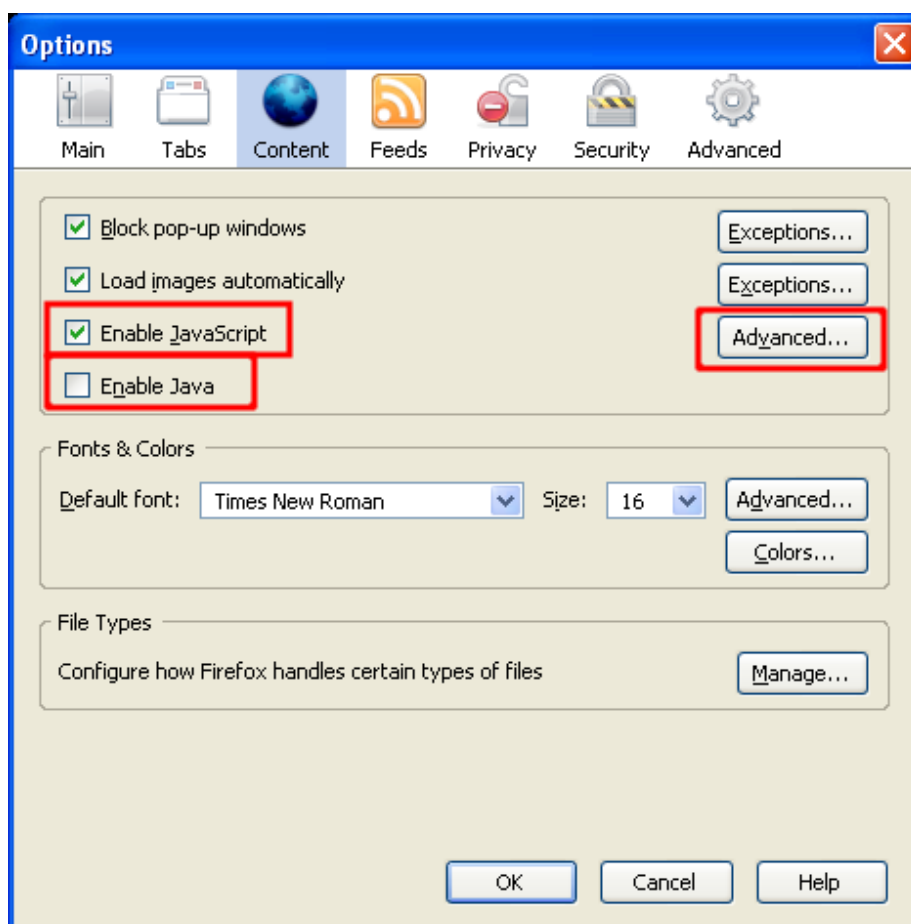 Options
Main Tabs Content Feeds Privacy Security Advanced
Block pop-up windows Exceptions...
Load images automatically Exceptions...
Enable JavaScript Advanced...
Enable Java
Fonts & Colors
Default font: Times New Roman Size: 16 Advanced...
Colors...
File Types
Configure how Firefox handles certain types of files Manage...
OK Cancel Help